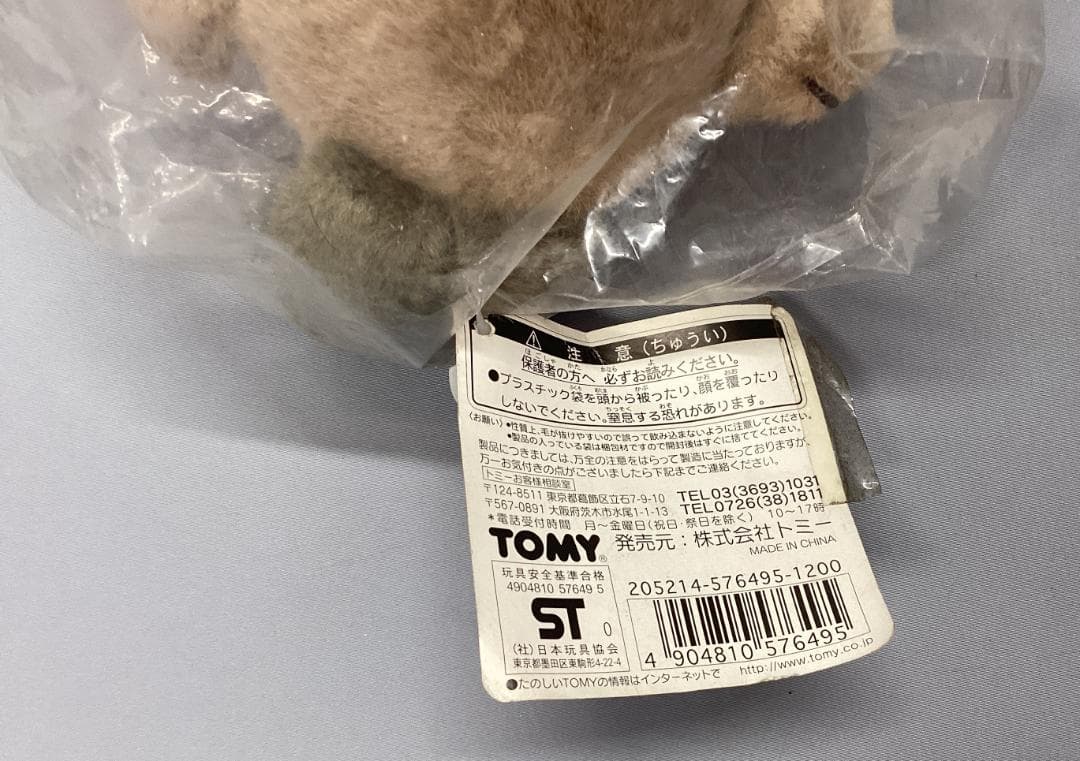 注意(ちゅうい)
保護者の方へ 必ずお読みください。
●プラスチック袋を頭から被ったり、顔を覆ったり
しないでください。窒息する恐れがあります。
〈お願い〉●性質上、毛が抜けやすいので誤って飲み込まないように注意してください。
●製品の入っている袋は梱包材ですので開封後はすぐに捨ててください。
製品につきましては、万全の注意をはらって製造に当たっておりますが、
万一お気付きの点がございましたら下記までご連絡ください。
トミーお客様相談室
〒124-8511 東京都葛飾区立石7-9-10 TEL03(3693)1031
〒567-0891 大阪府茨木市水尾1-1-13 TEL0726(38)1811
*電話受付時間 月～金曜日(祝日・祭日を除く) 10～17時
TOMY® 発売元：株式会社トミー
MADE IN CHINA
玩具安全基準合格
4904810 57649 5
ST 0
(社)日本玩具協会
東京都墨田区東駒形4-22-4
205214-576495-1200
4 904810 576495
●たのしいTOMYの情報はインターネットで http://www.tomy.co.jp